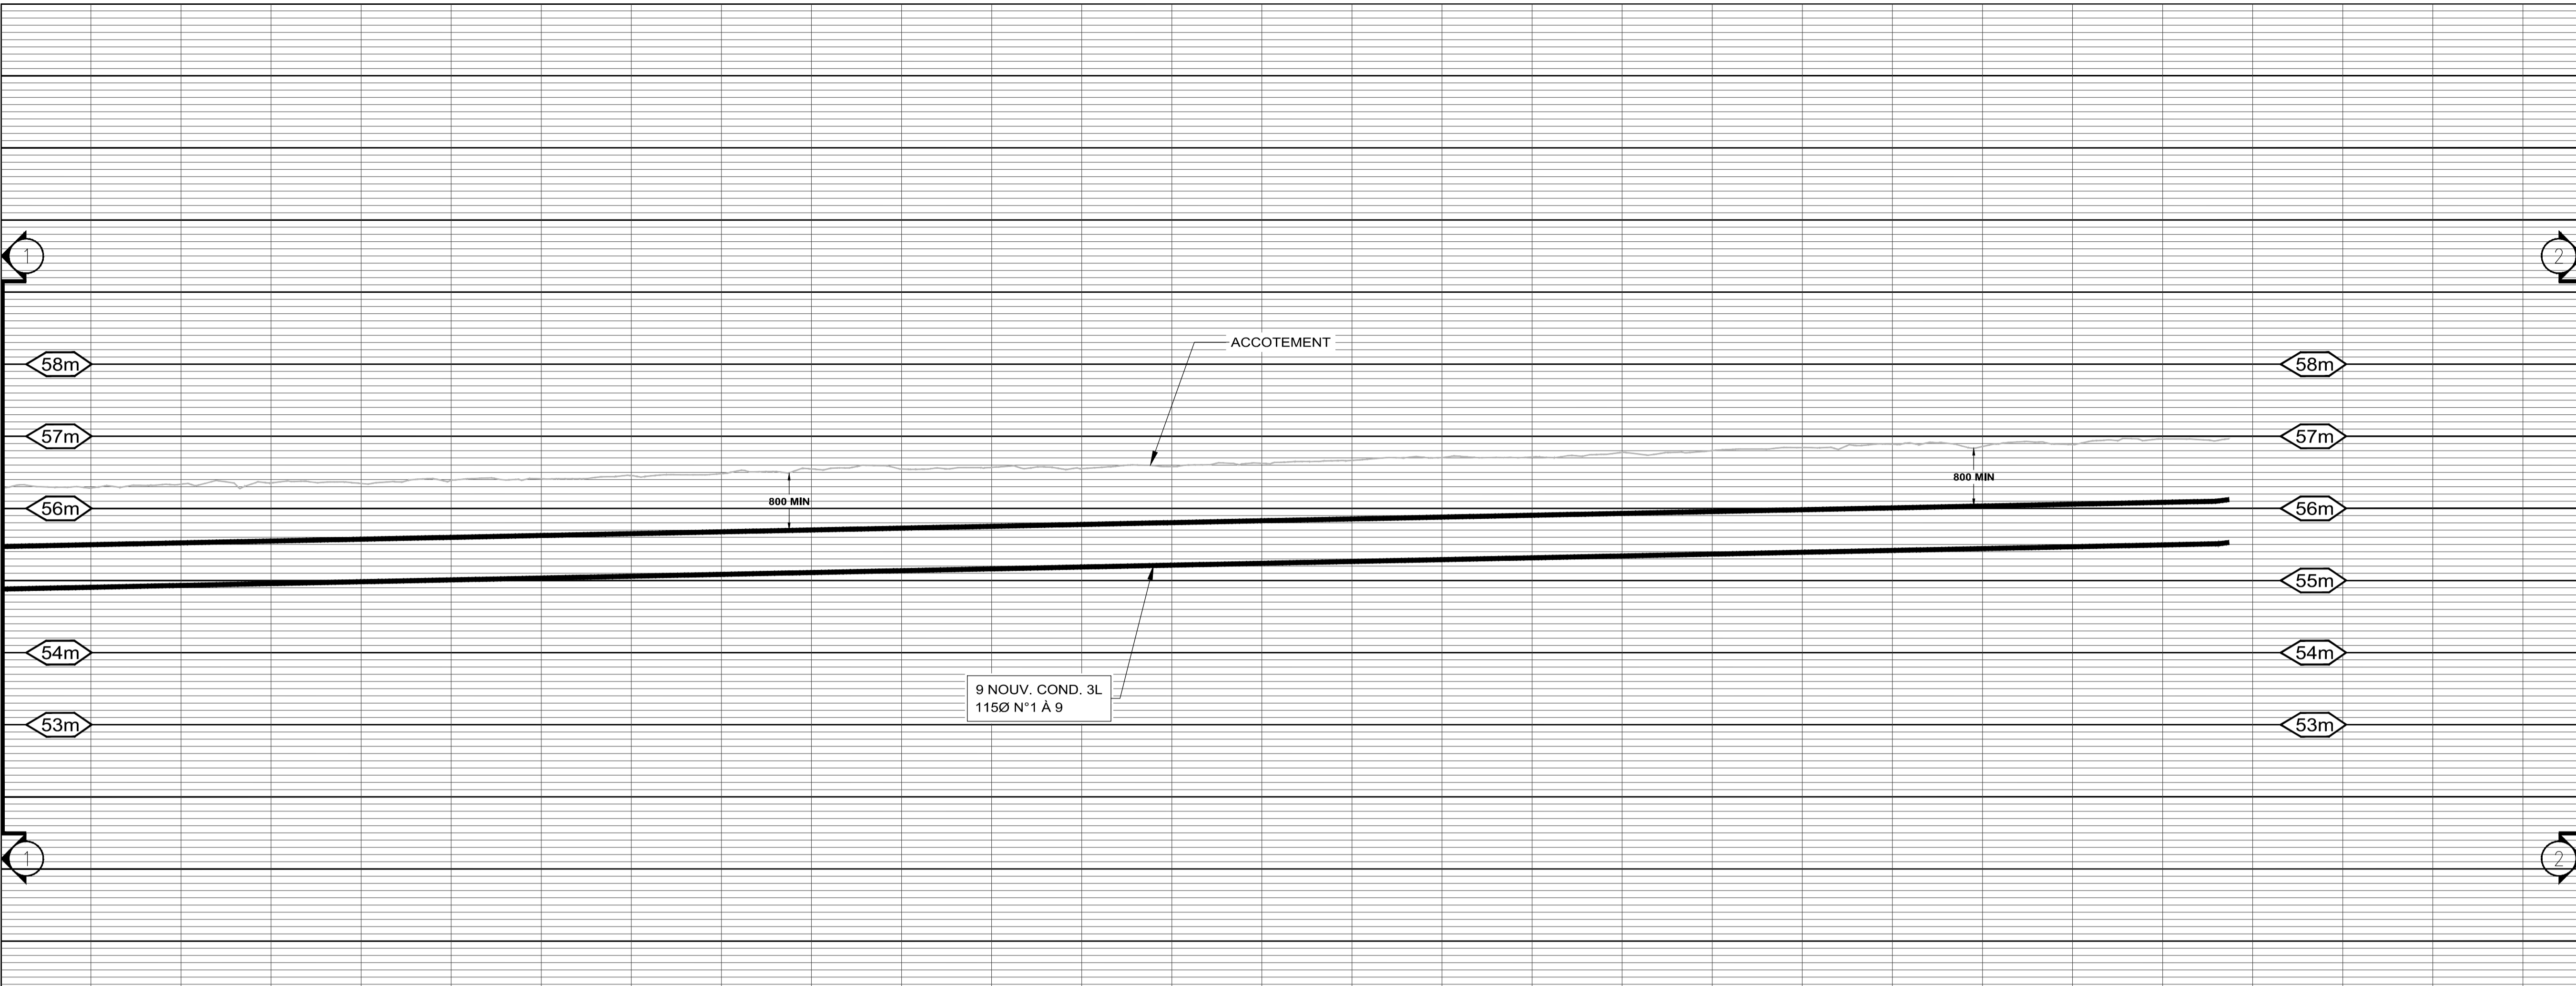 1
2
ACCOTEMENT
58m
58m
57m
57m
800 MIN
800 MIN
56m
56m
55m
54m
54m
9 NOUV. COND. 3L
115Ø N°1 À 9
53m
53m
1
2